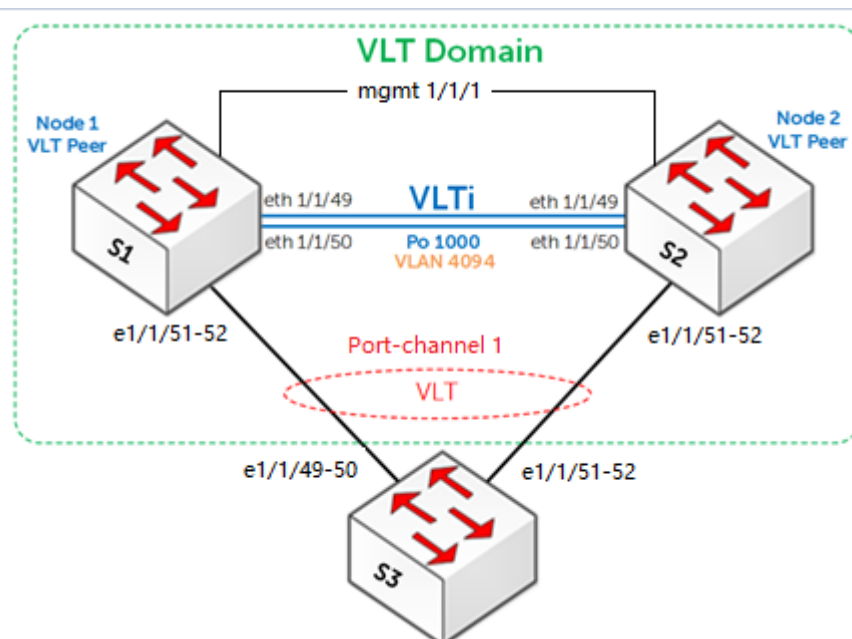 VLT Domain
mgmt 1/1/1
Node 1
VLT Peer
Node 2
VLT Peer
eth 1/1/49
VLTi
eth 1/1/49
eth 1/1/50
Po 1000
eth 1/1/50
VLAN 4094
S1
S2
e1/1/51-52
e1/1/51-52
Port-channel 1
VLT
e1/1/49-50
e1/1/51-52
S3